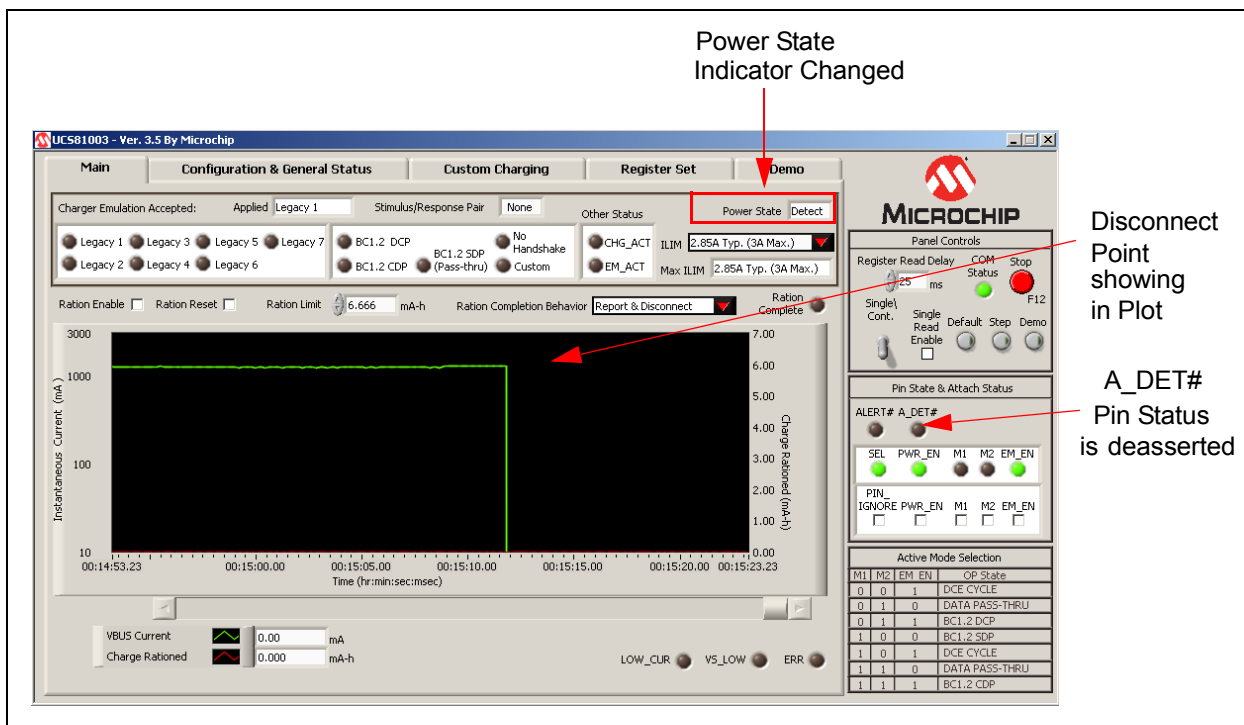 Power State
Indicator Changed
UCS81003 - Ver. 3.5 By Microchip
Main
Configuration & General Status
Custom Charging
Register Set
Demo
Charger Emulation Accepted:
Applied Legacy 1
Stimulus/Response Pair None
Other Status
Power State Detect
Legacy 1 Legacy 3 Legacy 5 Legacy 7
Legacy 2 Legacy 4 Legacy 6
BC1.2 DCP
BC1.2 CDP
BC1.2 SDP
(Pass-thru)
No
Handshake
Custom
CHG_ACT
EM_ACT
ILIM 2.85A Typ. (3A Max.)
Max ILIM 2.85A Typ. (3A Max.)
Ration Enable
Ration Reset
Ration Limit 6.666 mA-h
Ration Completion Behavior Report & Disconnect
Ration
Complete
Instantaneous Current (mA)
3000
1000
100
10
7.00
6.00
5.00
4.00
3.00
2.00
1.00
0.00
Charge Rationed (mA-h)
00:14:53.23 00:15:00.00 00:15:05.00 00:15:10.00 00:15:15.00 00:15:20.00 00:15:23.23
Time (hr:min:sec:msec)
VBUS Current 0.00 mA
Charge Rationed 0.000 mA-h
LOW_CUR VS_LOW ERR
MICROCHIP
Panel Controls
Register Read Delay
25 ms
COM
Status
Stop
F12
Single\
Cont.
Single
Read
Enable
Default Step Demo
Pin State & Attach Status
ALERT# A_DET#
SEL PWR_EN M1 M2 EM_EN
PIN_
IGNORE PWR_EN M1 M2 EM_EN
Active Mode Selection
M1 M2 EM EN OP State
0 0 1 DCE CYCLE
0 1 0 DATA PASS-THRU
0 1 1 BC1.2 DCP
1 0 0 BC1.2 SDP
1 0 1 DCE CYCLE
1 1 0 DATA PASS-THRU
1 1 1 BC1.2 CDP
Disconnect
Point
showing
in Plot
A_DET#
Pin Status
is deasserted